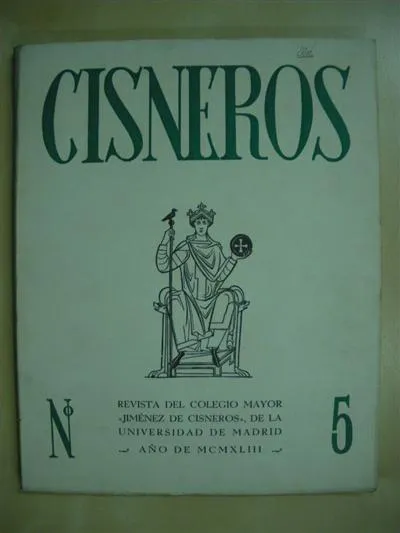 CISNEROS
REVISTA DEL COLEGIO MAYOR
«JIMÉNEZ DE CISNEROS», DE LA
UNIVERSIDAD DE MADRID
AÑO DE MCMXLIII
Nº 5